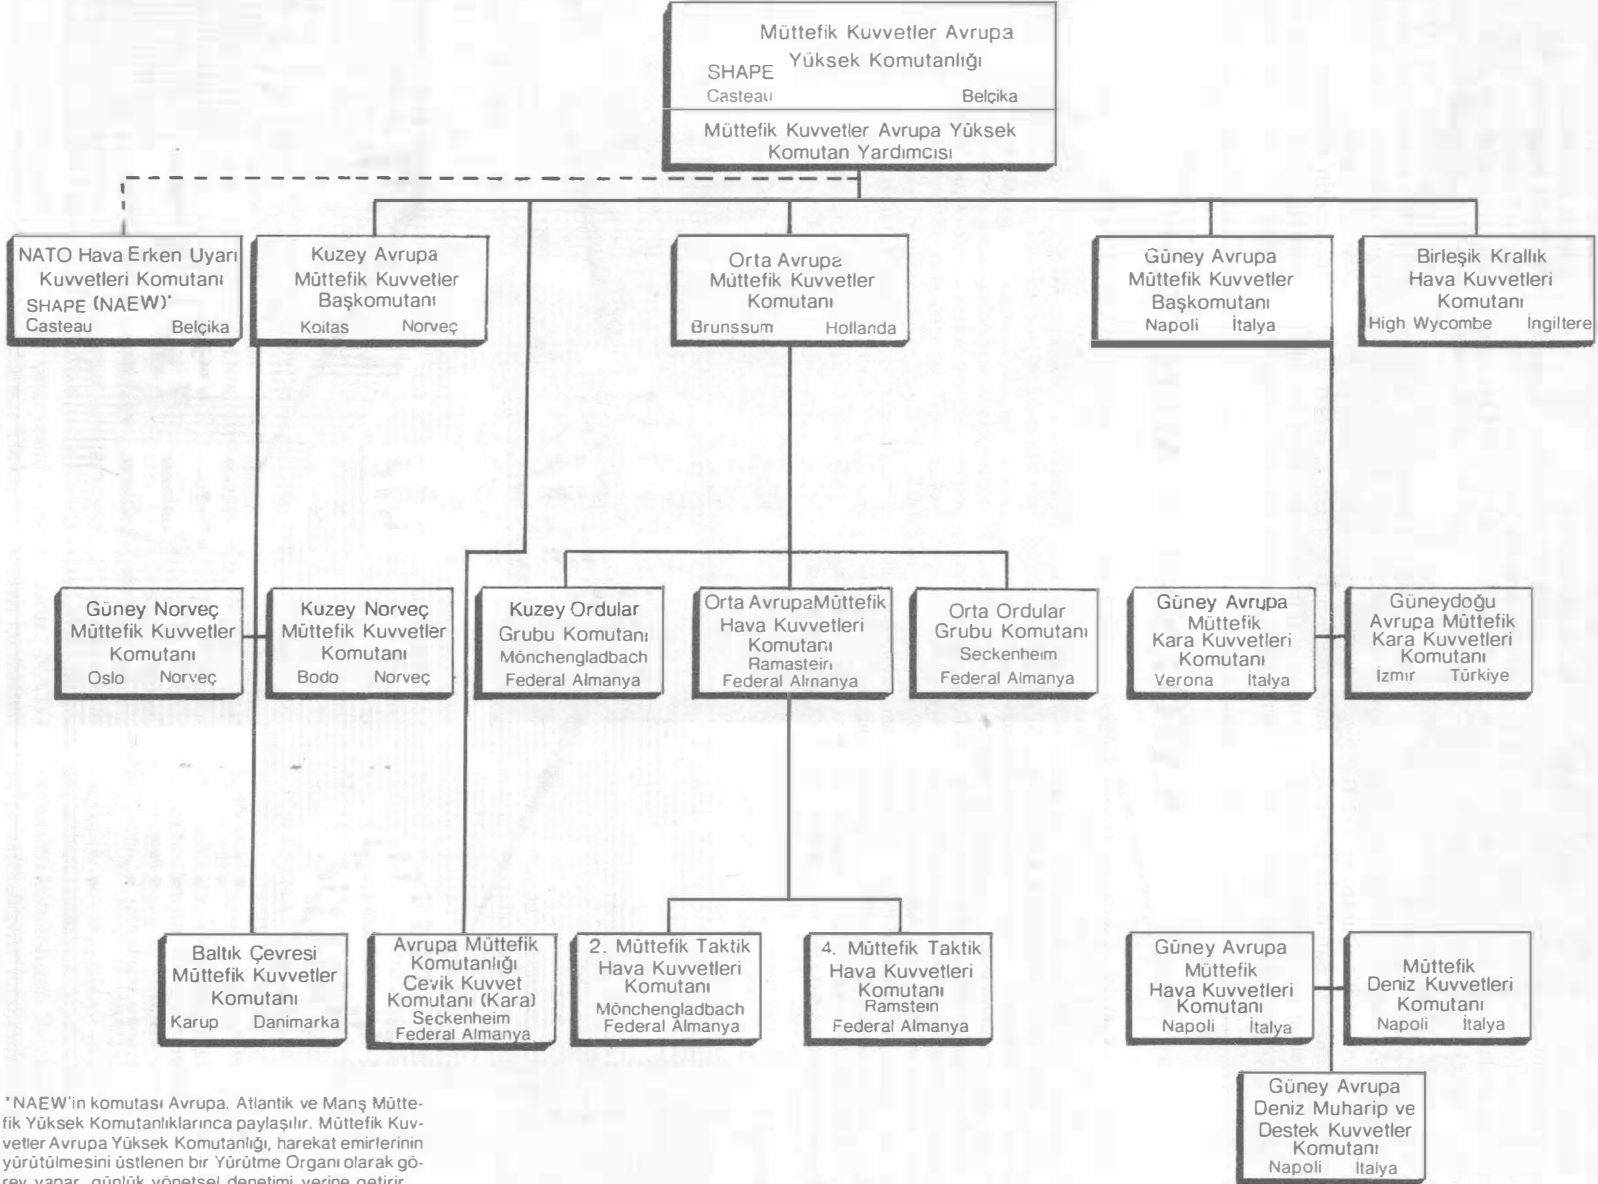 Müttefik Kuvvetler Avrupa
Yüksek Komutanlığı
SHAPE
Casteau Belçika
Müttefik Kuvvetler Avrupa Yüksek
Komutan Yardımcısı
NATO Hava Erken Uyarı
Kuvvetleri Komutanı
SHAPE (NAEW)*
Casteau Belçika
Kuzey Avrupa
Müttefik Kuvvetler
Başkomutanı
Koitas Norveç
Orta Avrupa
Müttefik Kuvvetler
Komutanı
Brunssum Hollanda
Güney Avrupa
Müttefik Kuvvetler
Başkomutanı
Napoli İtalya
Birleşik Krallık
Hava Kuvvetleri
Komutanı
High Wycombe İngiltere
Güney Norveç
Müttefik Kuvvetler
Komutanı
Oslo Norveç
Kuzey Norveç
Müttefik Kuvvetler
Komutanı
Bodo Norveç
Kuzey Ordular
Grubu Komutanı
Mönchengladbach
Federal Almanya
Orta Avrupa Müttefik
Hava Kuvvetleri
Komutanı
Ramastein
Federal Almanya
Orta Ordular
Grubu Komutanı
Seckenheim
Federal Almanya
Güney Avrupa
Müttefik
Kara Kuvvetleri
Komutanı
Verona İtalya
Güneydoğu
Avrupa Müttefik
Kara Kuvvetleri
Komutanı
İzmir Türkiye
Baltık Çevresi
Müttefik Kuvvetler
Komutanı
Karup Danimarka
Avrupa Müttefik
Komutanlığı
Cevik Kuvvet
Komutanı (Kara)
Seckenheim
Federal Almanya
2. Müttefik Taktik
Hava Kuvvetleri
Komutanı
Mönchengladbach
Federal Almanya
4. Müttefik Taktik
Hava Kuvvetleri
Komutanı
Ramstein
Federal Almanya
Güney Avrupa
Müttefik
Hava Kuvvetleri
Komutanı
Napoli İtalya
Müttefik
Deniz Kuvvetleri
Komutanı
Napoli İtalya
Güney Avrupa
Deniz Muharip ve
Destek Kuvvetler
Komutanı
Napoli İtalya
*NAEW'in komutası Avrupa. Atlantik ve Manş Mütte-
fik Yüksek Komutanlıklarınca paylaşılır. Müttefik Kuv-
vetler Avrupa Yüksek Komutanlığı, harekat emirlerinin
yürütülmesini üstlenen bir Yürütme Organı olarak gö-
rev yapar, günlük yönetsel denetimi yerine getirir.